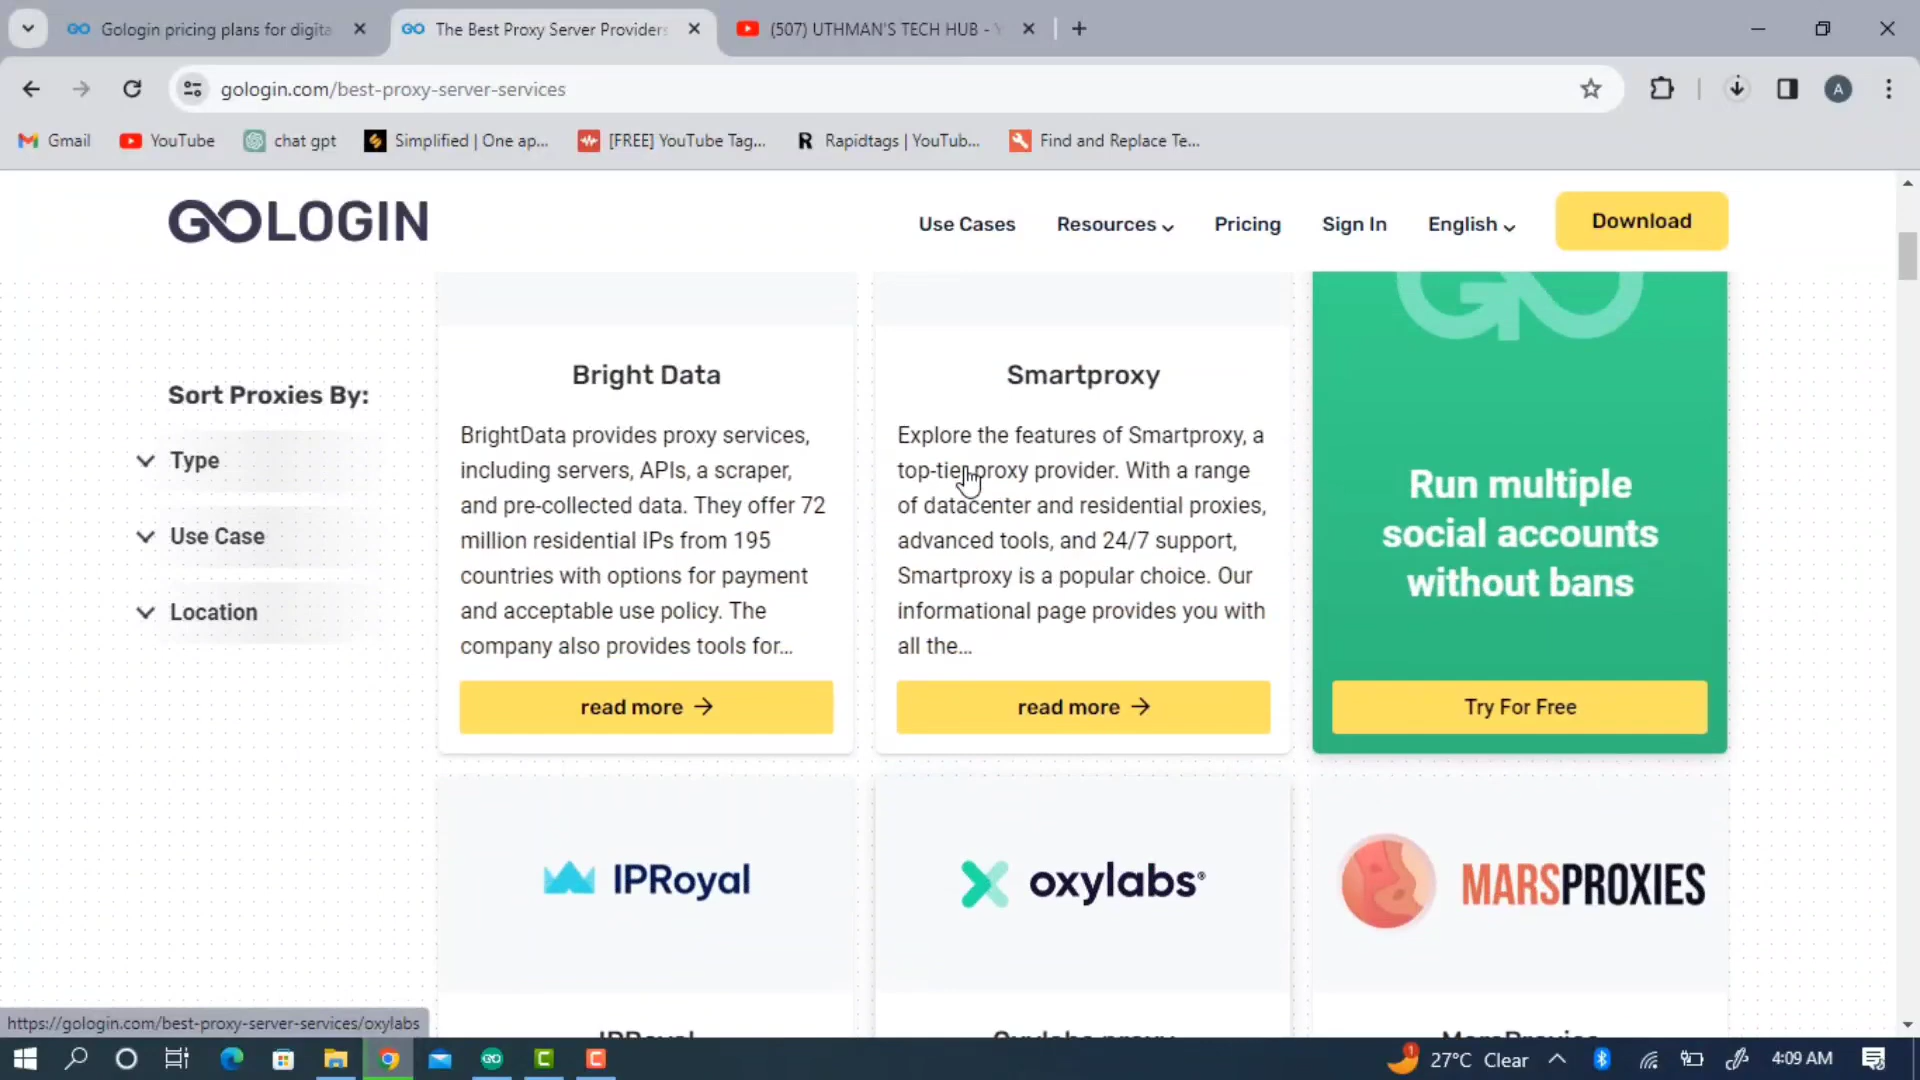 Gologin pricing plans for digita
The Best Proxy Server Providers
(507) UTHMAN'S TECH HUB -
gologin.com/best-proxy-server-services
A
Gmail
YouTube
chat gpt
Simplified | One ap...
[FREE] YouTube Tag...
Rapidtags | YouTub...
Find and Replace Te...
GOLOGIN
Use Cases
Resources
Pricing
Sign In
English
Download
Sort Proxies By:
Type
Use Case
Location
Bright Data
BrightData provides proxy services,
including servers, APIs, a scraper,
and pre-collected data. They offer 72
million residential IPs from 195
countries with options for payment
and acceptable use policy. The
company also provides tools for...
read more →
Smartproxy
Explore the features of Smartproxy, a
top-tier proxy provider. With a range
of datacenter and residential proxies,
advanced tools, and 24/7 support,
Smartproxy is a popular choice. Our
informational page provides you with
all the...
read more →
GO
Run multiple
social accounts
without bans
Try For Free
IPRoyal
oxylabs®
MARSPROXIES
IPRoyal
Oxylabs proxy
MarsProxies
https://gologin.com/best-proxy-server-services/oxylabs
1
27°C Clear
4:09 AM